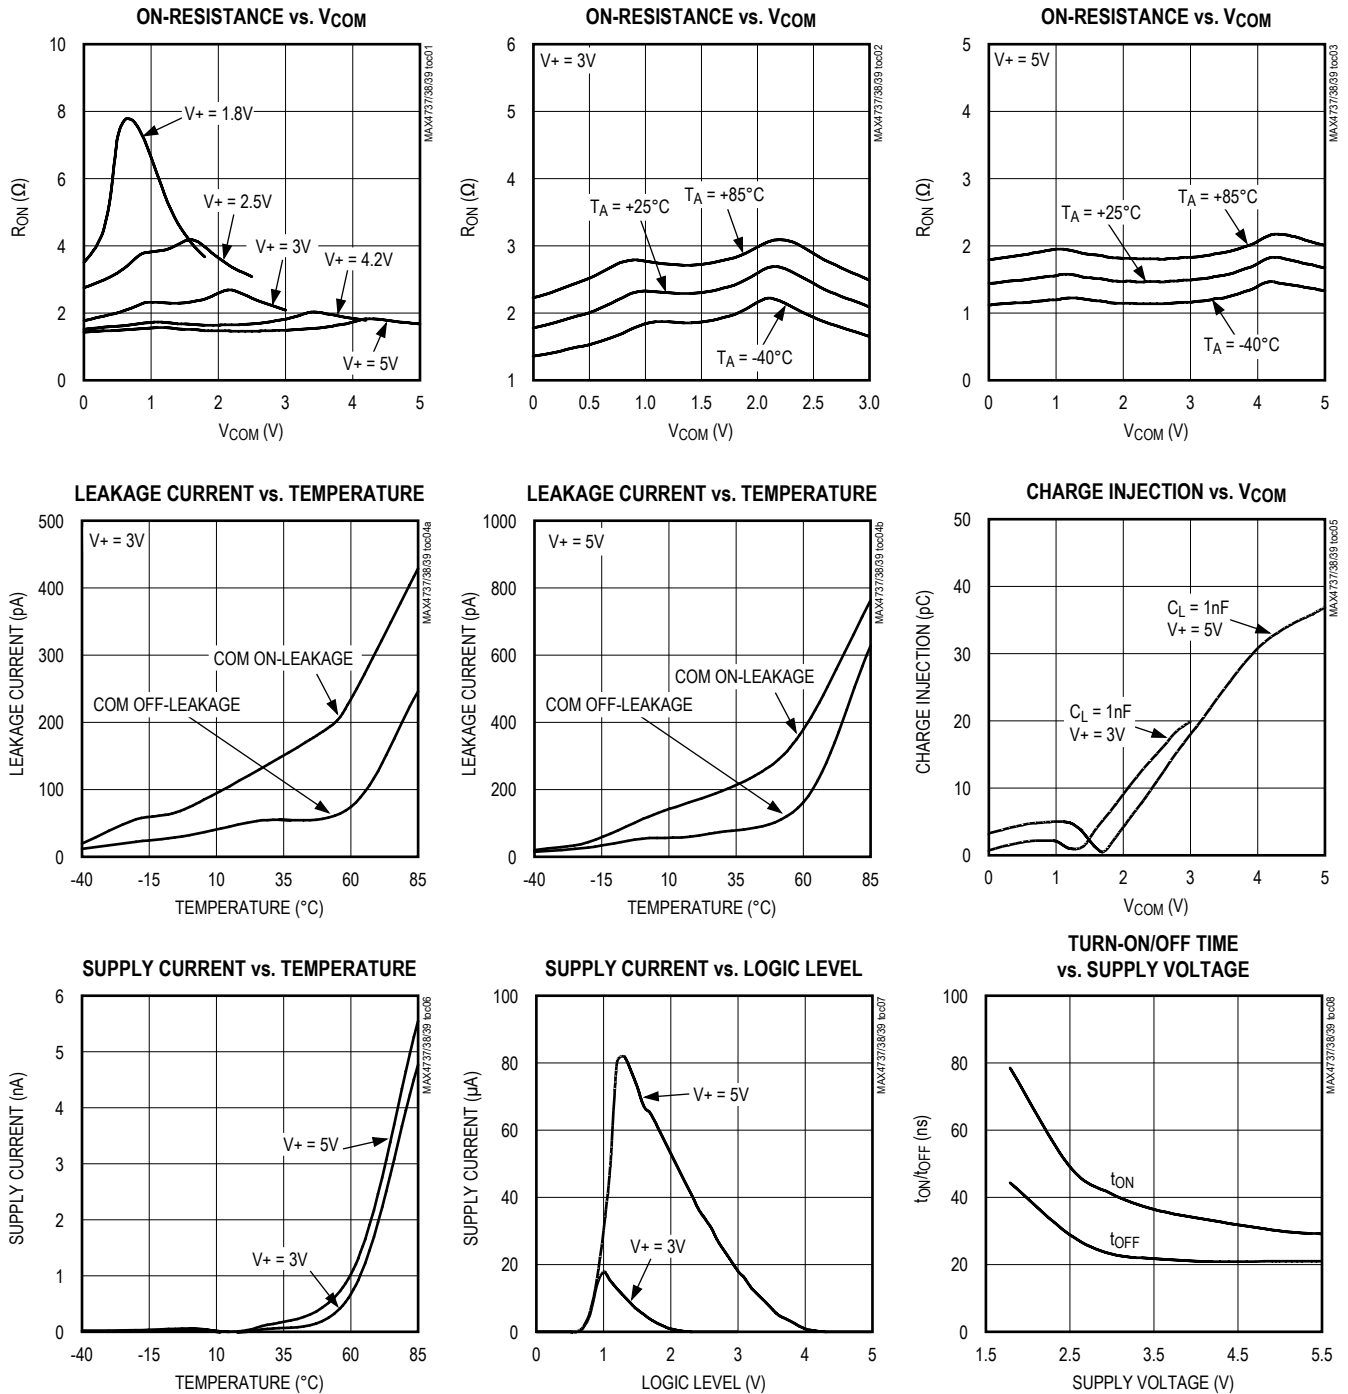 ON-RESISTANCE vs. VCOM
MAX4737/38/39 toc01
10
8
6
4
2
0
RON (Ω)
V+ = 1.8V
V+ = 2.5V
V+ = 3V
V+ = 4.2V
V+ = 5V
0 1 2 3 4 5
VCOM (V)
ON-RESISTANCE vs. VCOM
MAX4737/38/39 toc02
V+ = 3V
6
5
4
3
2
1
RON (Ω)
TA = +85°C
TA = +25°C
TA = -40°C
0 0.5 1.0 1.5 2.0 2.5 3.0
VCOM (V)
ON-RESISTANCE vs. VCOM
MAX4737/38/39 toc03
V+ = 5V
5
4
3
2
1
0
RON (Ω)
TA = +85°C
TA = +25°C
TA = -40°C
0 1 2 3 4 5
VCOM (V)
LEAKAGE CURRENT vs. TEMPERATURE
MAX4737/38/39 toc04a
V+ = 3V
500
400
300
200
100
0
LEAKAGE CURRENT (pA)
COM ON-LEAKAGE
COM OFF-LEAKAGE
-40 -15 10 35 60 85
TEMPERATURE (°C)
LEAKAGE CURRENT vs. TEMPERATURE
MAX4737/38/39 toc04b
V+ = 5V
1000
800
600
400
200
0
LEAKAGE CURRENT (pA)
COM ON-LEAKAGE
COM OFF-LEAKAGE
-40 -15 10 35 60 85
TEMPERATURE (°C)
CHARGE INJECTION vs. VCOM
MAX4737/38/39 toc05
50
40
30
20
10
0
CHARGE INJECTION (pC)
CL = 1nF
V+ = 5V
CL = 1nF
V+ = 3V
0 1 2 3 4 5
VCOM (V)
SUPPLY CURRENT vs. TEMPERATURE
MAX4737/38/39 toc06
6
5
4
3
2
1
0
SUPPLY CURRENT (nA)
V+ = 5V
V+ = 3V
-40 -15 10 35 60 85
TEMPERATURE (°C)
SUPPLY CURRENT vs. LOGIC LEVEL
MAX4737/38/39 toc07
100
80
60
40
20
0
SUPPLY CURRENT (µA)
V+ = 5V
V+ = 3V
0 1 2 3 4 5
LOGIC LEVEL (V)
TURN-ON/OFF TIME
vs. SUPPLY VOLTAGE
MAX4737/38/39 toc08
100
80
60
40
20
0
tON/tOFF (ns)
tON
tOFF
1.5 2.5 3.5 4.5 5.5
SUPPLY VOLTAGE (V)